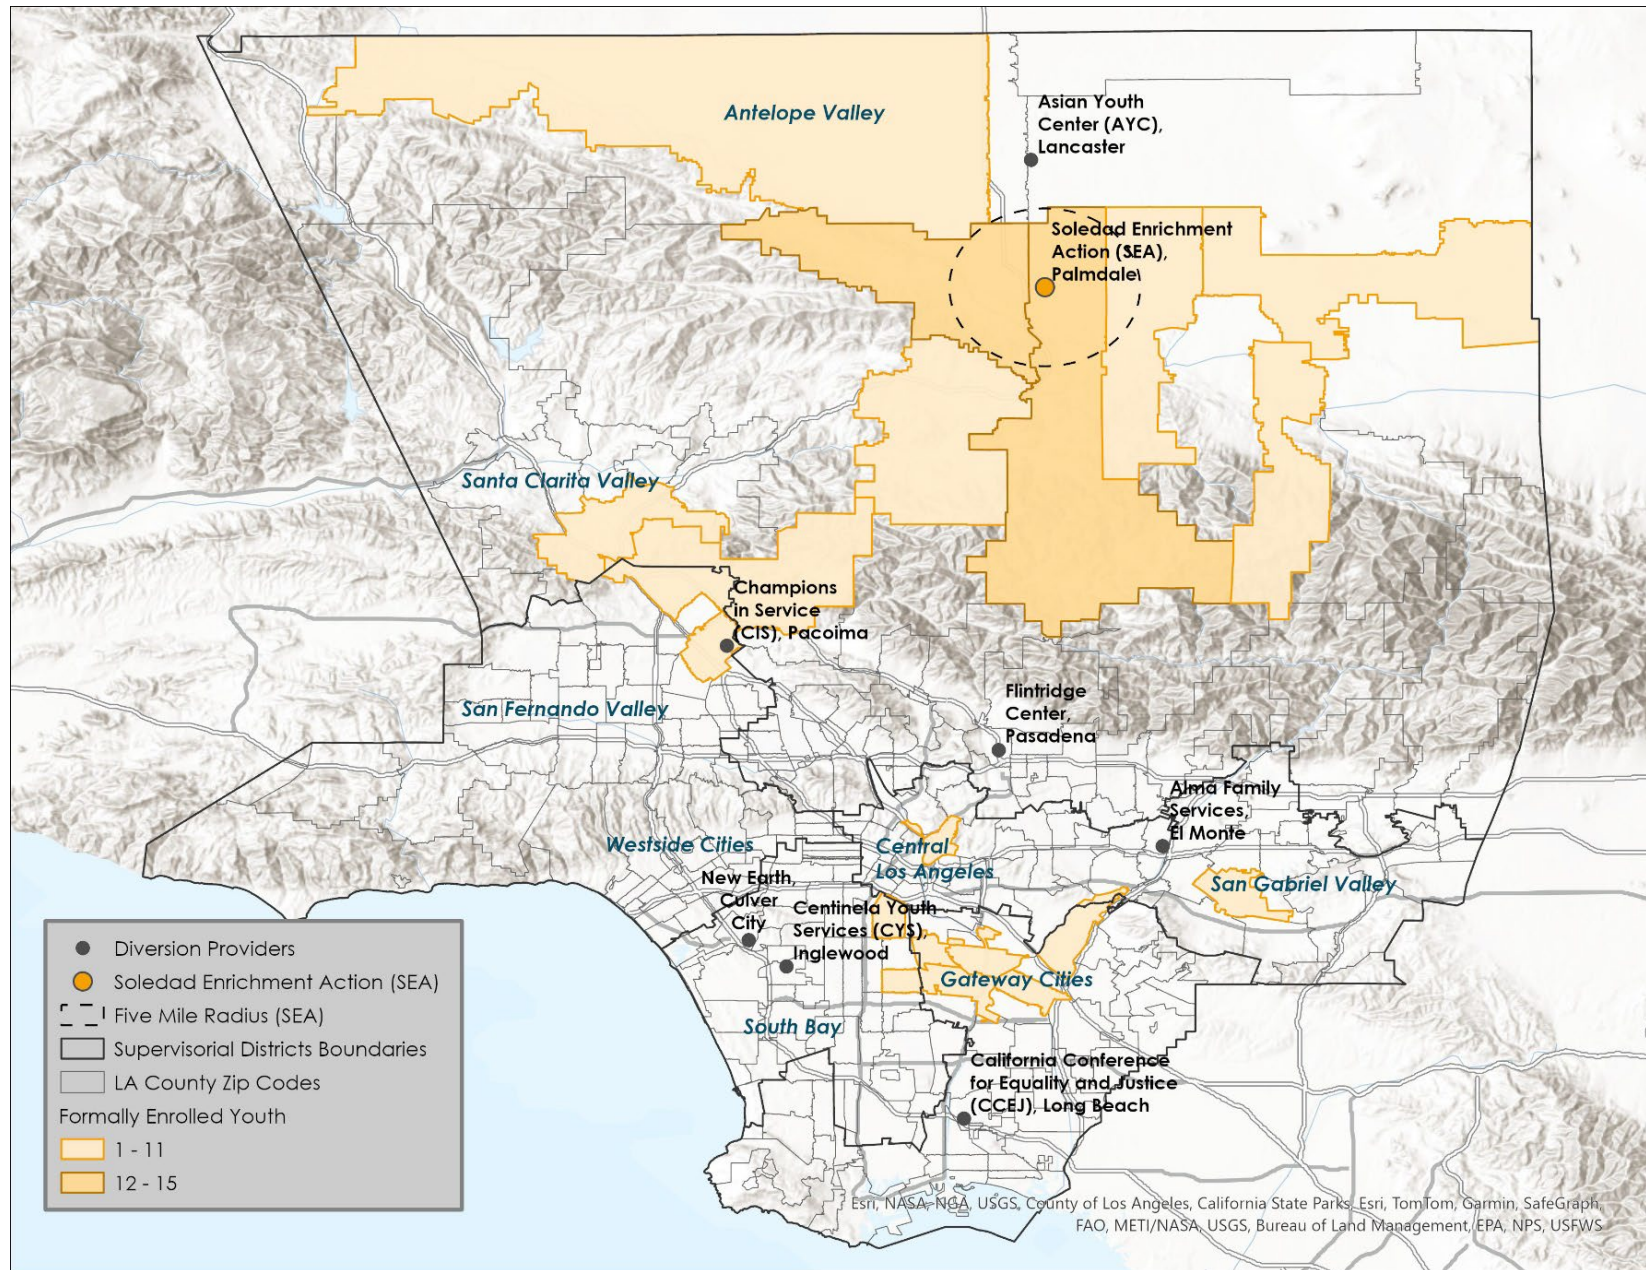 Antelope Valley
Asian Youth
Center (AYC),
Lancaster
Soledad Enrichment
Action (SEA),
Palmdale
Santa Clarita Valley
Champions
in Service
(CIS), Pacoima
Flintridge
Center,
Pasadena
San Fernando Valley
Alma Family
Services,
El Monte
Westside Cities
Central
Los Angeles
San Gabriel Valley
New Earth,
Culver
City
Centinela Youth
Services (CYS),
Inglewood
Gateway Cities
South Bay
California Conference
for Equality and Justice
(CCEJ), Long Beach
Diversion Providers
Soledad Enrichment Action (SEA)
Five Mile Radius (SEA)
Supervisorial Districts Boundaries
LA County Zip Codes
Formally Enrolled Youth
1 - 11
12 - 15
Esri, NASA, NGA, USGS, County of Los Angeles, California State Parks, Esri, TomTom, Garmin, SafeGraph,
FAO, METI/NASA, USGS, Bureau of Land Management, EPA, NPS, USFWS